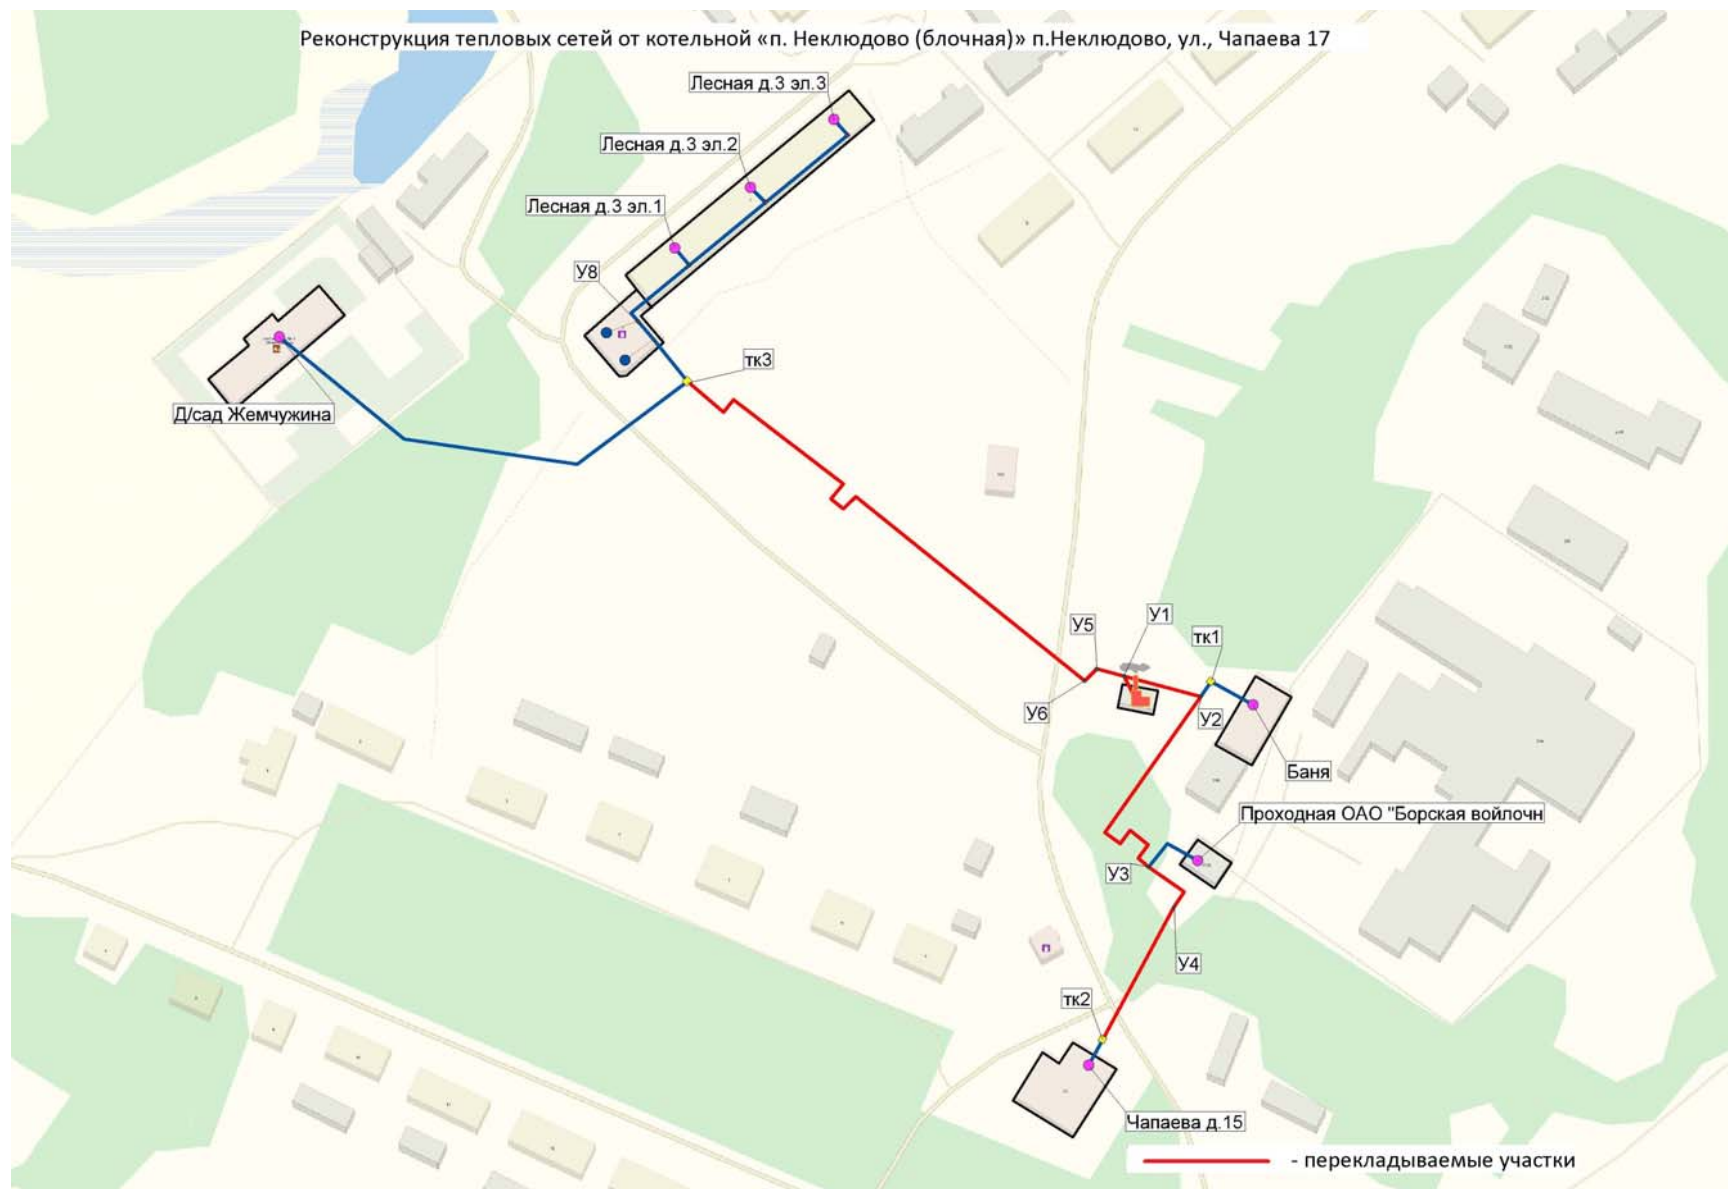 Реконструкция тепловых сетей от котельной «п. Неклюдово (блочная)» п.Неклюдово, ул., Чапаева 17
Лесная д.3 эл.3
Лесная д.3 эл.2
Лесная д.3 эл.1
У8
тк3
Д/сад Жемчужина
У5
У1
тк1
У6
У2
Баня
Проходная ОАО "Борская войлочн
У3
У4
тк2
Чапаева д.15
- перекладываемые участки